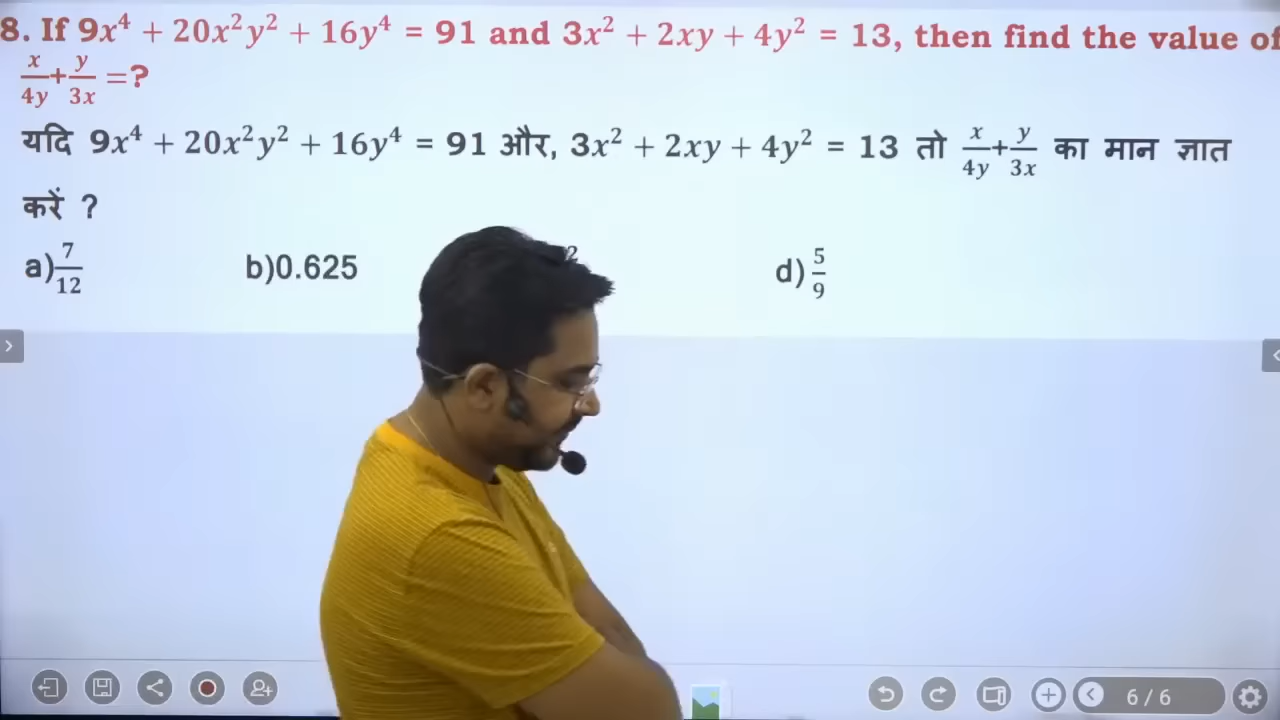 8. If 9x⁴ + 20x²y² + 16y⁴ = 91 and 3x² + 2xy + 4y² = 13, then find the value of
x/4y + y/3x =?
यदि 9x⁴ + 20x²y² + 16y⁴ = 91 और, 3x² + 2xy + 4y² = 13 तो x/4y + y/3x का मान ज्ञात
करें ?
a) 7/12 b)0.625 2 d) 5/9
6 / 6